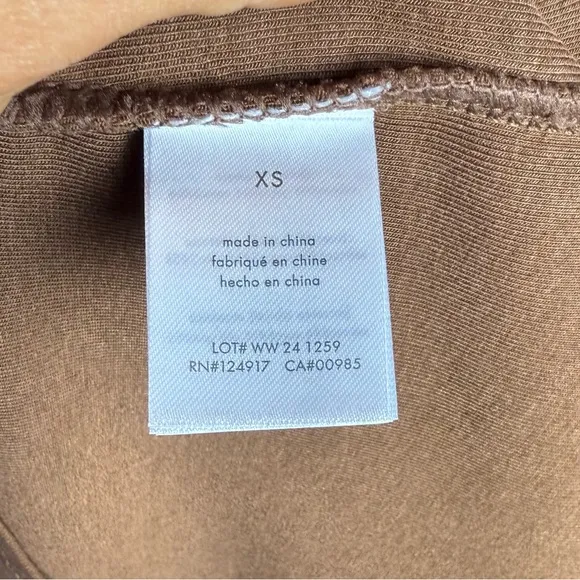 XS
made in china
fabriqué en chine
hecho en china
LOT# WW 24 1259
RN#124917 CA#00985